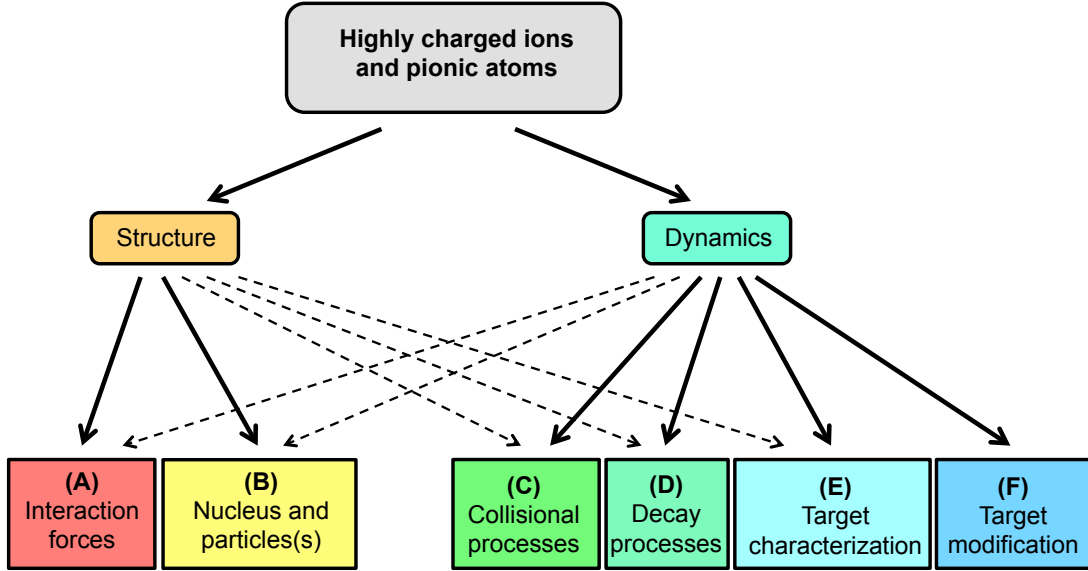 Highly charged ions
and pionic atoms
Structure
Dynamics
(A)
Interaction
forces
(B)
Nucleus and
particles(s)
(C)
Collisional
processes
(D)
Decay
processes
(E)
Target
characterization
(F)
Target
modification